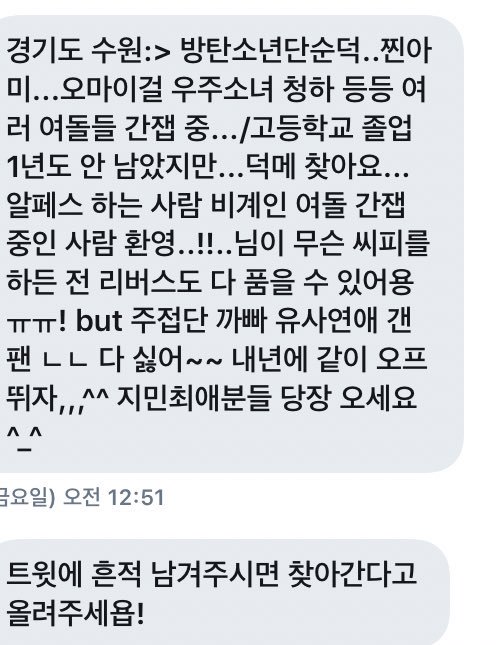 경기도 수원:> 방탄소년단순덕..찐아
미...오마이걸 우주소녀 청하 등등 여
러 여돌들 간잽 중.../고등학교 졸업
1년도 안 남았지만...덕메 찾아요...
알페스 하는 사람 비계인 여돌 간잽
중인 사람 환영..!!..님이 무슨 씨피를
하든 전 리버스도 다 품을 수 있어용
ㅠㅠ! but 주접단 까빠 유사연애 갠
팬 ㄴㄴ 다 싫어~~ 내년에 같이 오프
뛰자,,,^^ 지민최애분들 당장 오세요
^_^
금요일) 오전 12:51
트윗에 흔적 남겨주시면 찾아간다고
올려주세욥!